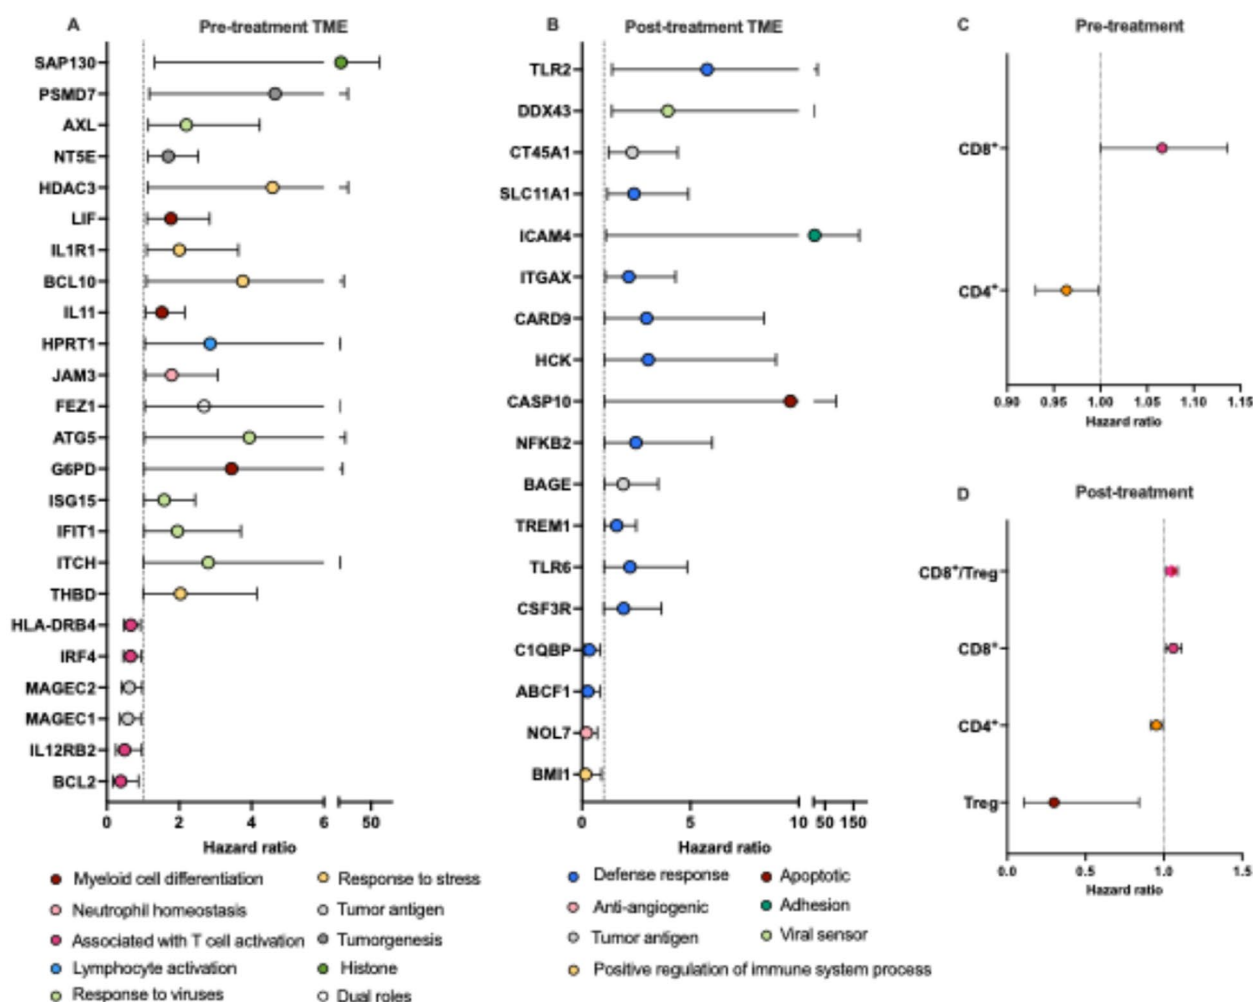 A
Pre-treatment TME
SAP130
PSMD7
AXL
NT5E
HDAC3
LIF
IL1R1
BCL10
IL11
HPRT1
JAM3
FEZ1
ATG5
G6PD
ISG15
IFIT1
ITCH
THBD
HLA-DRB4
IRF4
MAGEC2
MAGEC1
IL12RB2
BCL2
0 2 4 6 50
Hazard ratio
Myeloid cell differentiation
Neutrophil homeostasis
Associated with T cell activation
Lymphocyte activation
Response to viruses
Response to stress
Tumor antigen
Tumorgenesis
Histone
Dual roles
B
Post-treatment TME
TLR2
DDX43
CT45A1
SLC11A1
ICAM4
ITGAX
CARD9
HCK
CASP10
NFKB2
BAGE
TREM1
TLR6
CSF3R
C1QBP
ABCF1
NOL7
BMI1
0 5 10 50 150
Hazard ratio
Defense response
Anti-angiogenic
Tumor antigen
Positive regulation of immune system process
Apoptotic
Adhesion
Viral sensor
C
Pre-treatment
CD8+
CD4+
0.90 0.95 1.00 1.05 1.10 1.15
Hazard ratio
D
Post-treatment
CD8+/Treg
CD8+
CD4+
Treg
0.0 0.5 1.0 1.5
Hazard ratio